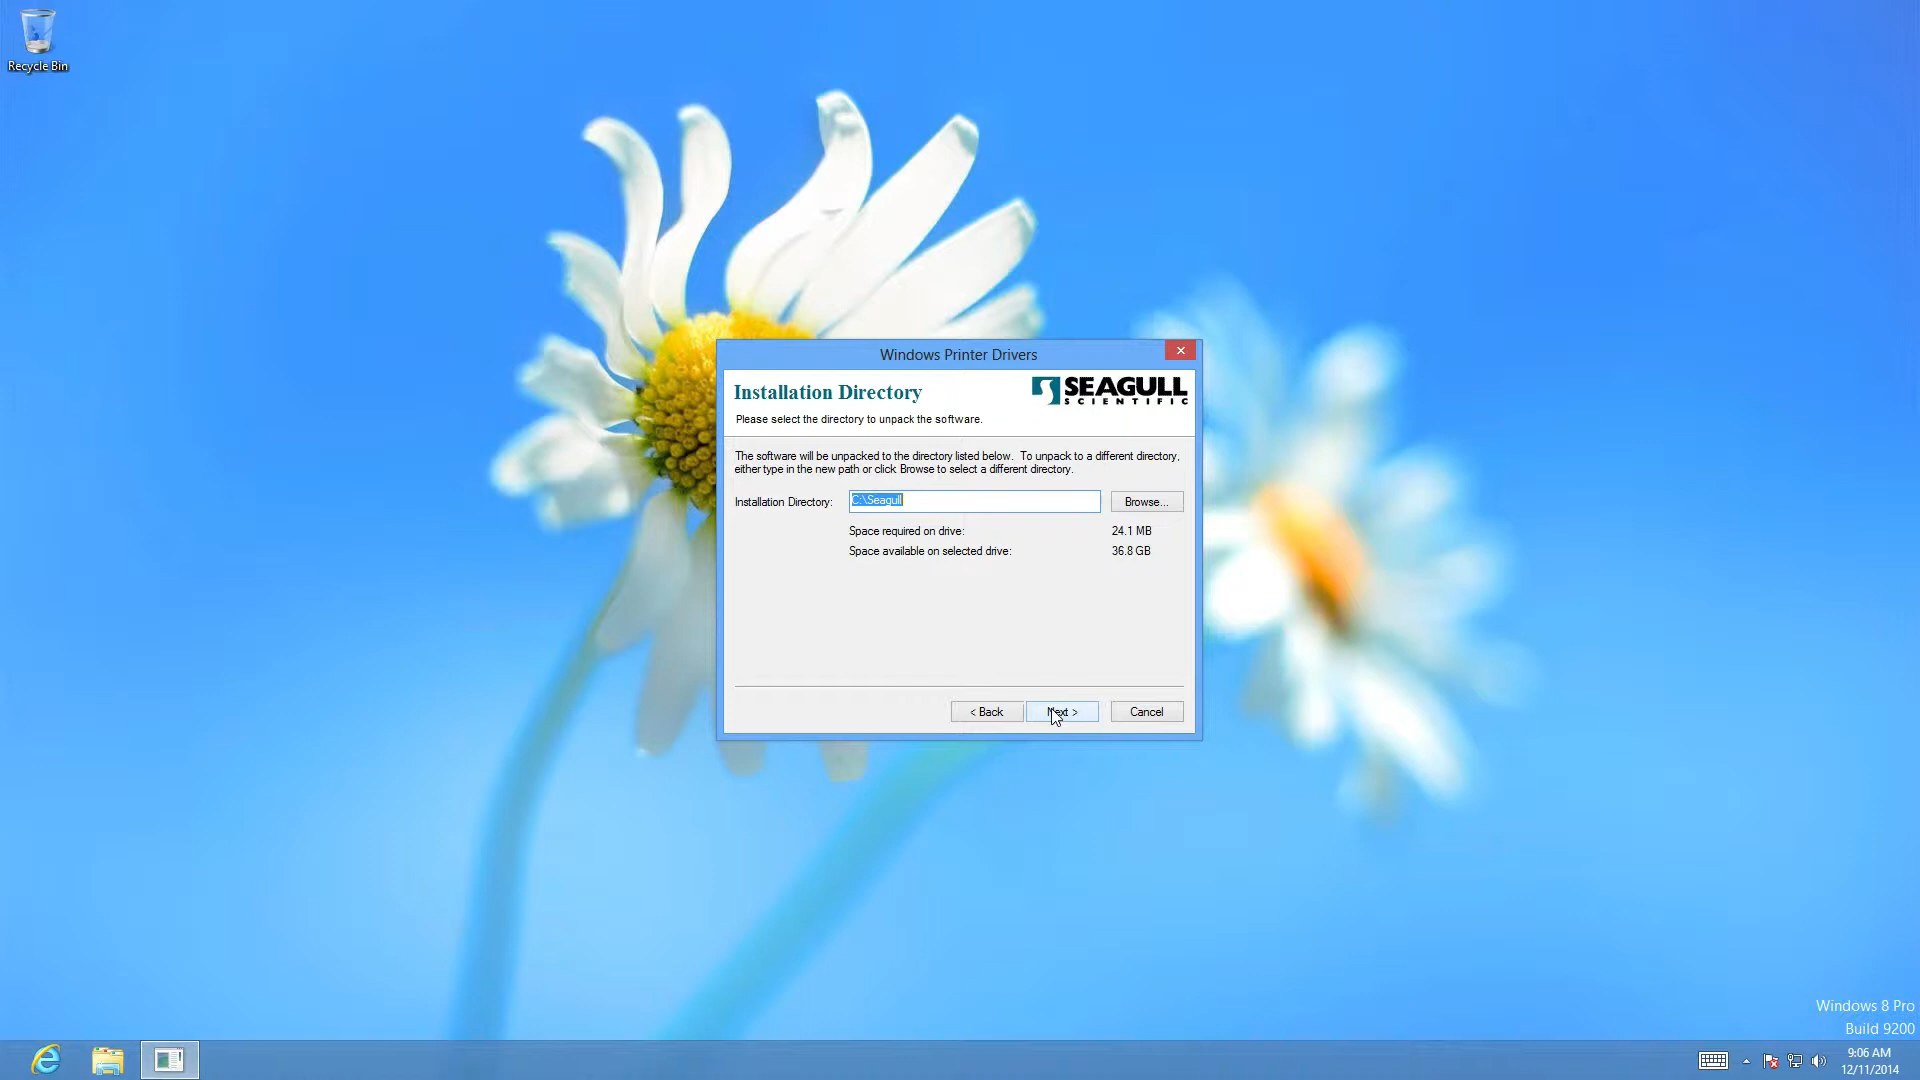 Recycle Bin
Windows Printer Drivers
Installation Directory
SEAGULL
SCIENTIFIC
Please select the directory to unpack the software.
The software will be unpacked to the directory listed below. To unpack to a different directory,
either type in the new path or click Browse to select a different directory.
Installation Directory: C:\Seagull Browse...
Space required on drive: 24.1 MB
Space available on selected drive: 36.8 GB
< Back Next > Cancel
Windows 8 Pro
Build 9200
9:06 AM
12/11/2014